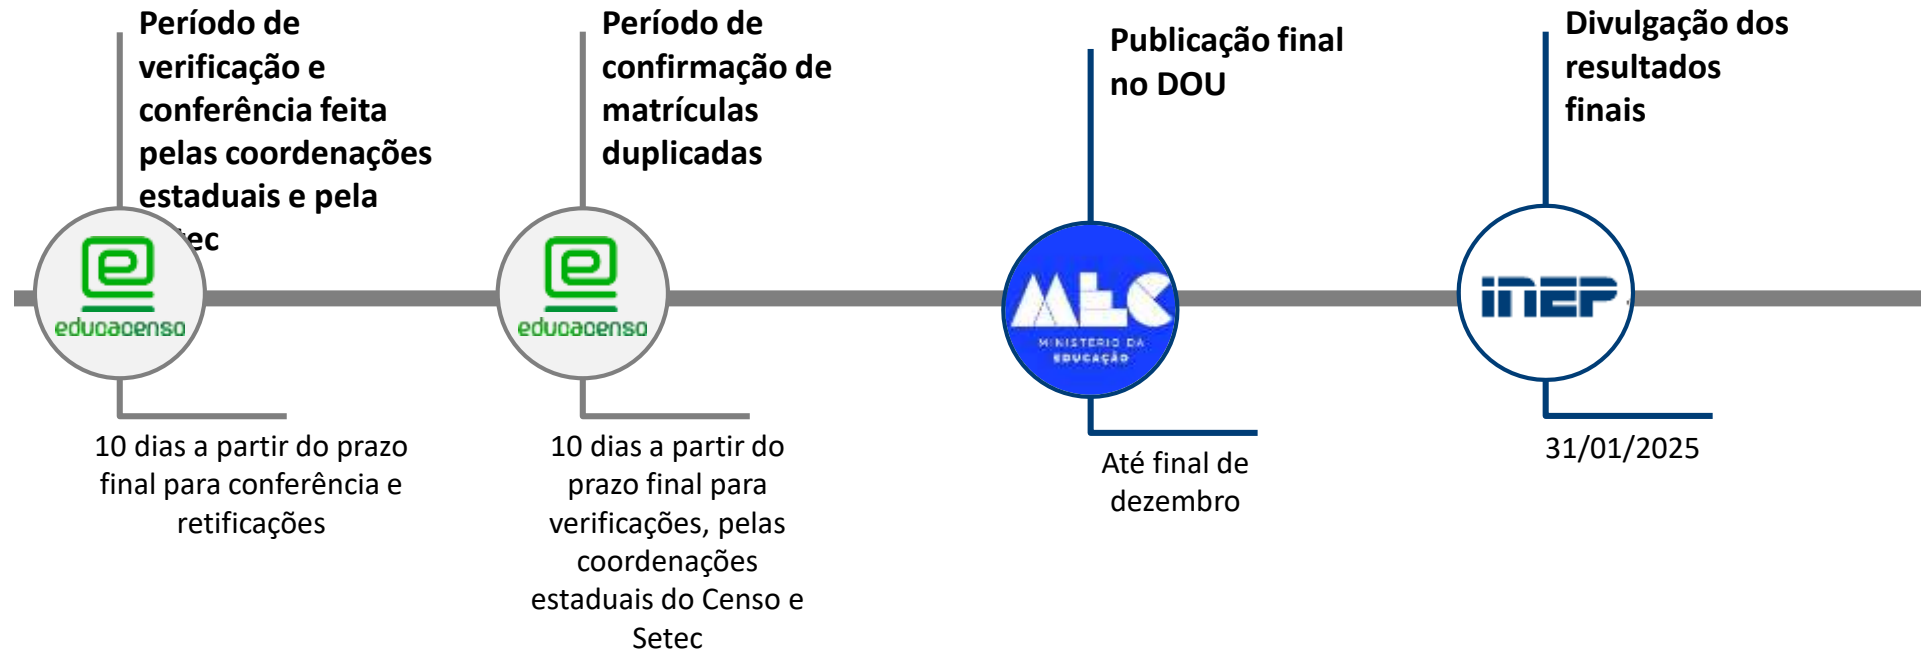 Período de
verificação e
conferência feita
pelas coordenações
estaduais e pela
educacenso
10 dias a partir do prazo
final para conferência e
retificações
Período de
confirmação de
matrículas
duplicadas
educacenso
10 dias a partir do
prazo final para
verificações, pelas
coordenações
estaduais do Censo e
Setec
Publicação final
no DOU
MEC
MINISTÉRIO DA
EDUCAÇÃO
Até final de
dezembro
Divulgação dos
resultados
finais
inep
31/01/2025